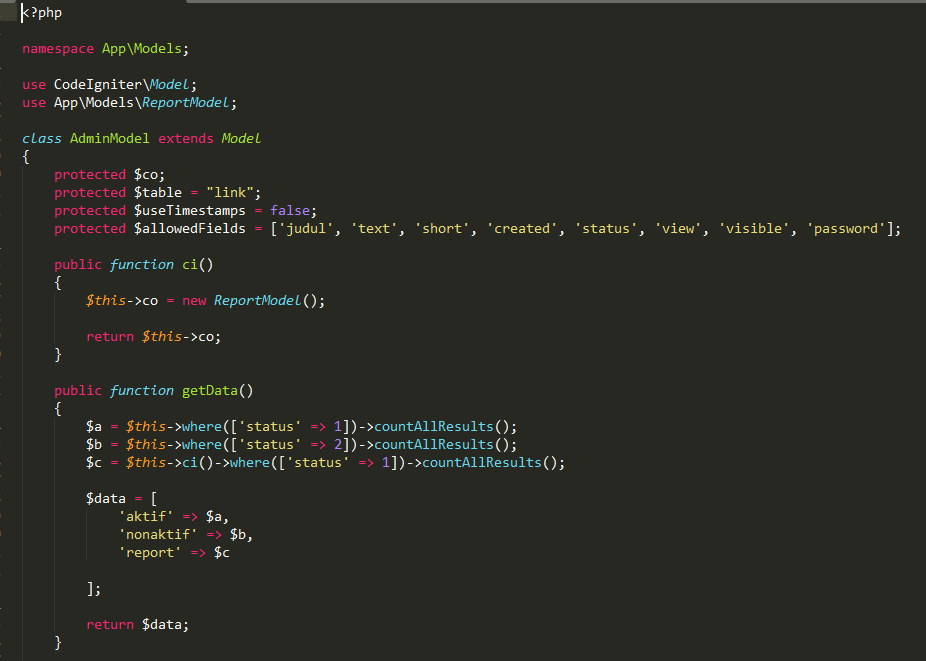 <?php
namespace App\Models;
use CodeIgniter\Model;
use App\Models\ReportModel;
class AdminModel extends Model
{
protected $co;
protected $table = "link";
protected $useTimestamps = false;
protected $allowedFields = ['judul', 'text', 'short', 'created', 'status', 'view', 'visible', 'password'];
public function ci()
{
$this->co = new ReportModel();
return $this->co;
}
public function getData()
{
$a = $this->where(['status' => 1])->countAllResults();
$b = $this->where(['status' => 2])->countAllResults();
$c = $this->ci()->where(['status' => 1])->countAllResults();
$data = [
'aktif' => $a,
'nonaktif' => $b,
'report' => $c
];
return $data;
}